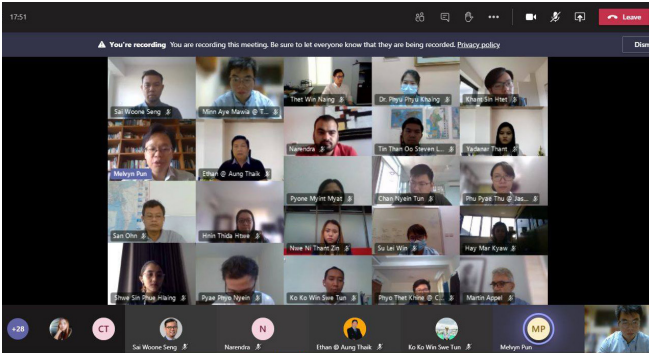 17:51
Leave
You're recording You are recording this meeting. Be sure to let everyone know that they are being recorded. Privacy policy
Dism
Sai Woone Seng
Minn Aye Mawia @ T...
Thet Win Naing
Dr. Phyu Phyu Khaing
Khant Sin Htet
Melvyn Pun
Ethan @ Aung Thaik
Narendra
Tin Than Oo Steven L...
Yadanar Thant
San Ohn
Hnin Thida Htwe
Pyone Myint Myat
Chan Nyein Tun
Phu Pyae Thu @ Jas...
Nwe Ni Thant Zin
Su Lei Win
Hay Mar Kyaw
Shwe Sin Phue Hlaing
Pyae Phyo Nyein
Ko Ko Win Swe Tun
Phyo Thet Khine @ C...
Martin Appel
+28
CT
N
MP
Sai Woone Seng
Narendra
Ethan @ Aung Thaik
Ko Ko Win Swe Tun
Melvyn Pun